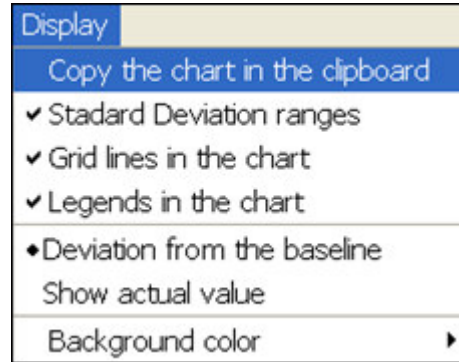 Display
Copy the chart in the clipboard
Stadard Deviation ranges
Grid lines in the chart
Legends in the chart
Deviation from the baseline
Show actual value
Background color